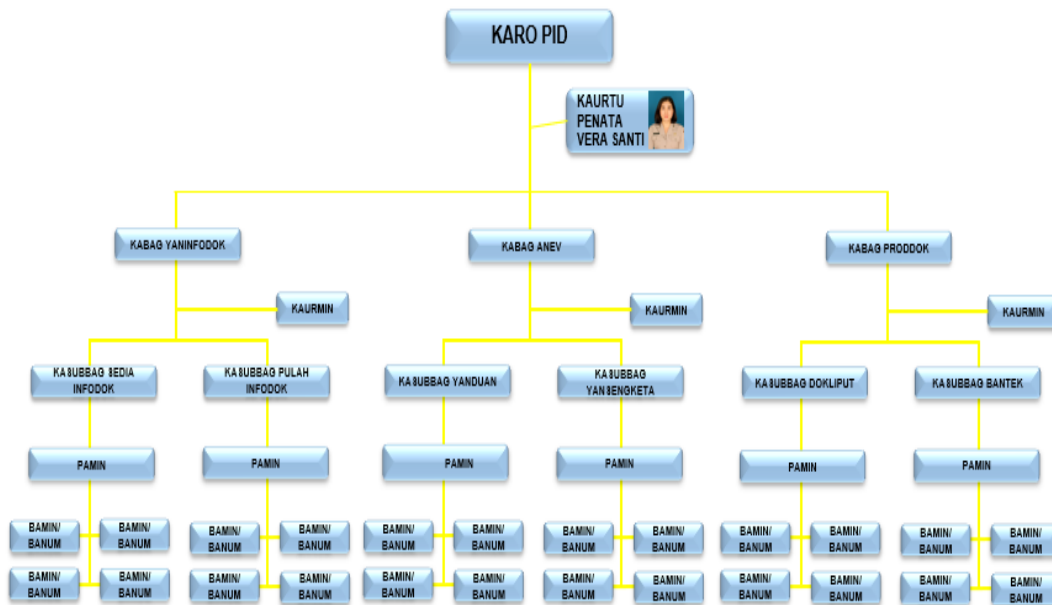 KARO PID
KAURTU
PENATA
VERA SANTI
KABAG YANINFODOK
KABAG ANEV
KABAG PRODDOK
KAURMIN
KAURMIN
KAURMIN
KASUBBAG SEDIA
INFODOK
KASUBBAG PULAH
INFODOK
KASUBBAG YANDUAN
KASUBBAG
YANSENGKETA
KASUBBAG DOKLIPUT
KASUBBAG BANTEK
PAMIN
PAMIN
PAMIN
PAMIN
PAMIN
PAMIN
BAMIN/
BANUM
BAMIN/
BANUM
BAMIN/
BANUM
BAMIN/
BANUM
BAMIN/
BANUM
BAMIN/
BANUM
BAMIN/
BANUM
BAMIN/
BANUM
BAMIN/
BANUM
BAMIN/
BANUM
BAMIN/
BANUM
BAMIN/
BANUM
BAMIN/
BANUM
BAMIN/
BANUM
BAMIN/
BANUM
BAMIN/
BANUM
BAMIN/
BANUM
BAMIN/
BANUM
BAMIN/
BANUM
BAMIN/
BANUM
BAMIN/
BANUM
BAMIN/
BANUM
BAMIN/
BANUM
BAMIN/
BANUM